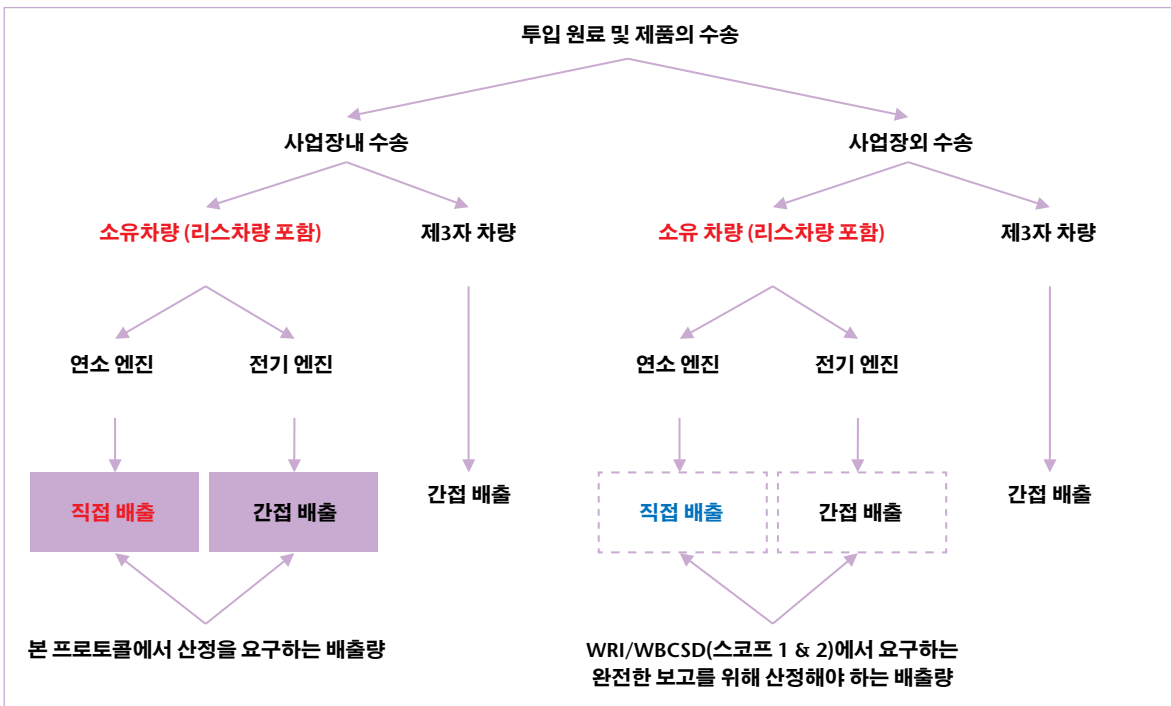 투입 원료 및 제품의 수송
사업장내 수송
사업장외 수송
소유차량 (리스차량 포함)
제3자 차량
소유 차량 (리스차량 포함)
제3자 차량
연소 엔진
전기 엔진
연소 엔진
전기 엔진
직접 배출
간접 배출
간접 배출
직접 배출
간접 배출
간접 배출
본 프로토콜에서 산정을 요구하는 배출량
WRI/WBCSD(스코프 1 & 2)에서 요구하는
완전한 보고를 위해 산정해야 하는 배출량